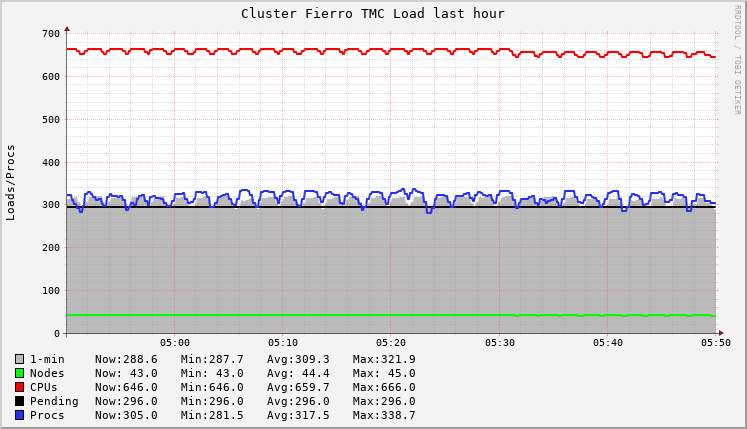 Cluster Fierro TMC Load last hour
RRDTOOL / TOBI OETIKER
Loads/Procs
700
600
500
400
300
200
100
0
05:00 05:10 05:20 05:30 05:40 05:50
1-min Now:288.6 Min:287.7 Avg:309.3 Max:321.9
Nodes Now: 43.0 Min: 43.0 Avg: 44.4 Max: 45.0
CPUs Now:646.0 Min:646.0 Avg:659.7 Max:666.0
Pending Now:296.0 Min:296.0 Avg:296.0 Max:296.0
Procs Now:305.0 Min:281.5 Avg:317.5 Max:338.7